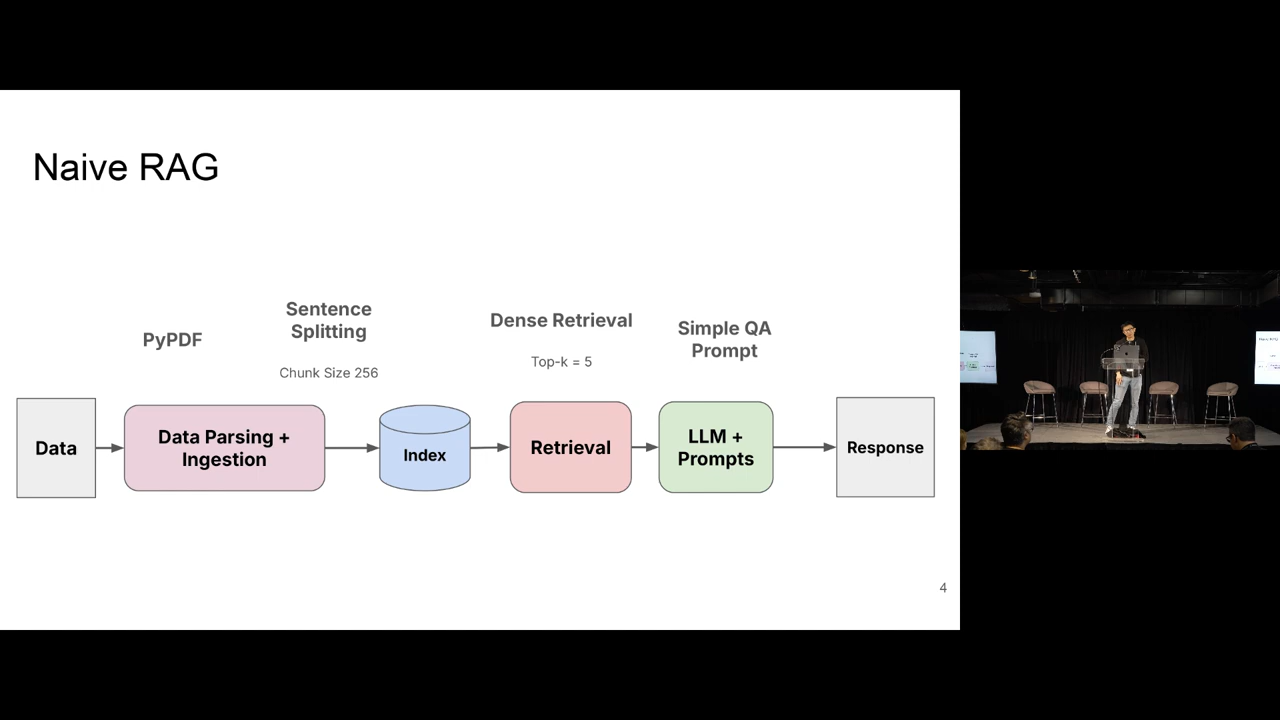 Naive RAG
PyPDF
Sentence
Splitting
Chunk Size 256
Dense Retrieval
Top-k = 5
Simple QA
Prompt
Data
Data Parsing +
Ingestion
Index
Retrieval
LLM +
Prompts
Response
4